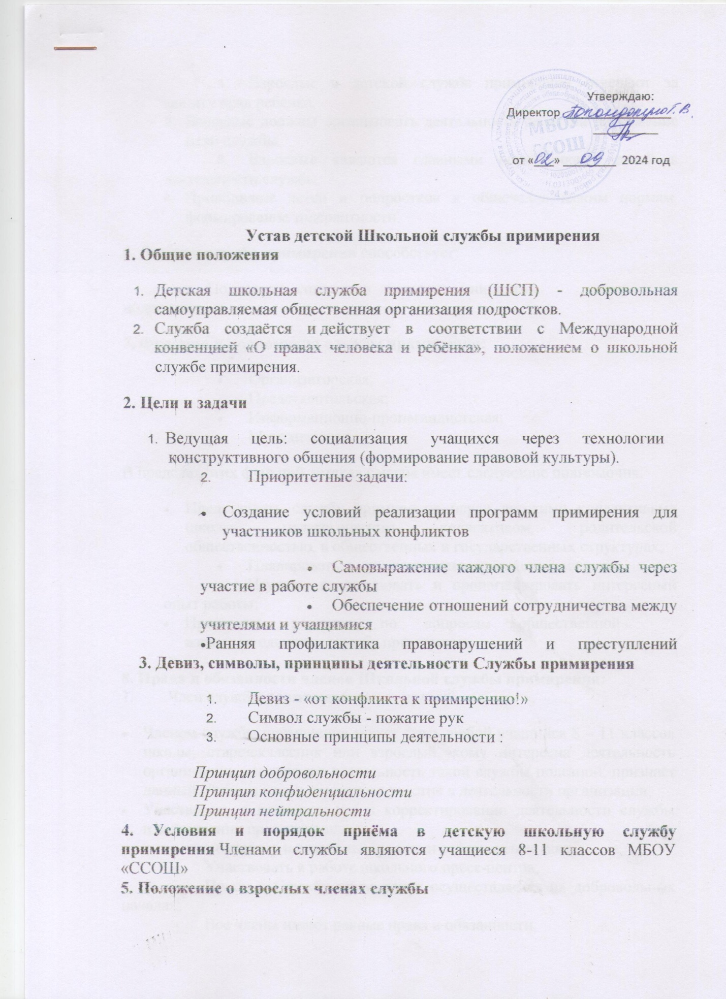 Утверждаю:
Директор
от «02» 09 2024 год
МБОУ
ССОШ
Устав детской Школьной службы примирения
1. Общие положения
1. Детская школьная служба примирения (ШСП) - добровольная
самоуправляемая общественная организация подростков.
2. Служба создаётся и действует в соответствии с Международной
конвенцией «О правах человека и ребёнка», положением о школьной
службе примирения.
2. Цели и задачи
1. Ведущая цель: социализация учащихся через технологии
конструктивного общения (формирование правовой культуры).
2. Приоритетные задачи:
• Создание условий реализации программ примирения для
участников школьных конфликтов
• Самовыражение каждого члена службы через
участие в работе службы
• Обеспечение отношений сотрудничества между
учителями и учащимися
•Ранняя профилактика правонарушений и преступлений
3. Девиз, символы, принципы деятельности Службы примирения
1. Девиз - «от конфликта к примирению!»
2. Символ службы - пожатие рук
3. Основные принципы деятельности :
Принцип добровольности
Принцип конфиденциальности
Принцип нейтральности
4. Условия и порядок приёма в детскую школьную службу
примирения Членами службы являются учащиеся 8-11 классов МБОУ
«ССОШ»
5. Положение о взрослых членах службы